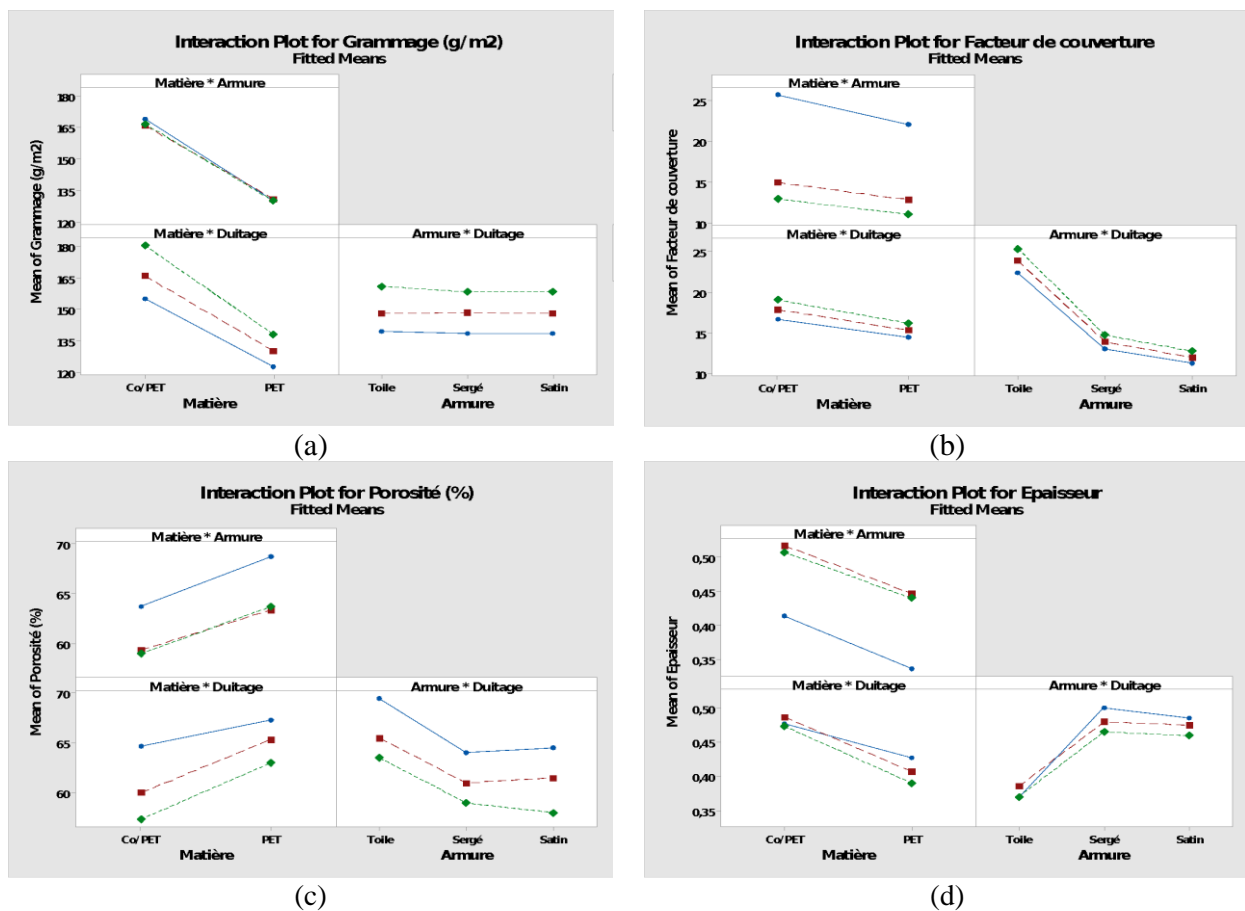 Interaction Plot for Grammage (g/m2)
Fitted Means
Matière * Armure
180
165
150
135
120
Mean of Grammage (g/m2)
Matière * Duitage
Armure * Duitage
180
165
150
135
120
Co/PET
PET
Toile
Sergé
Satin
Matière
Armure
(a)
Interaction Plot for Facteur de couverture
Fitted Means
Matière * Armure
25
20
15
10
Mean of Facteur de couverture
Matière * Duitage
Armure * Duitage
25
20
15
10
Co/PET
PET
Toile
Sergé
Satin
Matière
Armure
(b)
Interaction Plot for Porosité (%)
Fitted Means
Matière * Armure
70
65
60
Mean of Porosité (%)
Matière * Duitage
Armure * Duitage
70
65
60
Co/PET
PET
Toile
Sergé
Satin
Matière
Armure
(c)
Interaction Plot for Epaisseur
Fitted Means
Matière * Armure
0,50
0,45
0,40
0,35
Mean of Epaisseur
Matière * Duitage
Armure * Duitage
0,50
0,45
0,40
0,35
Co/PET
PET
Toile
Sergé
Satin
Matière
Armure
(d)